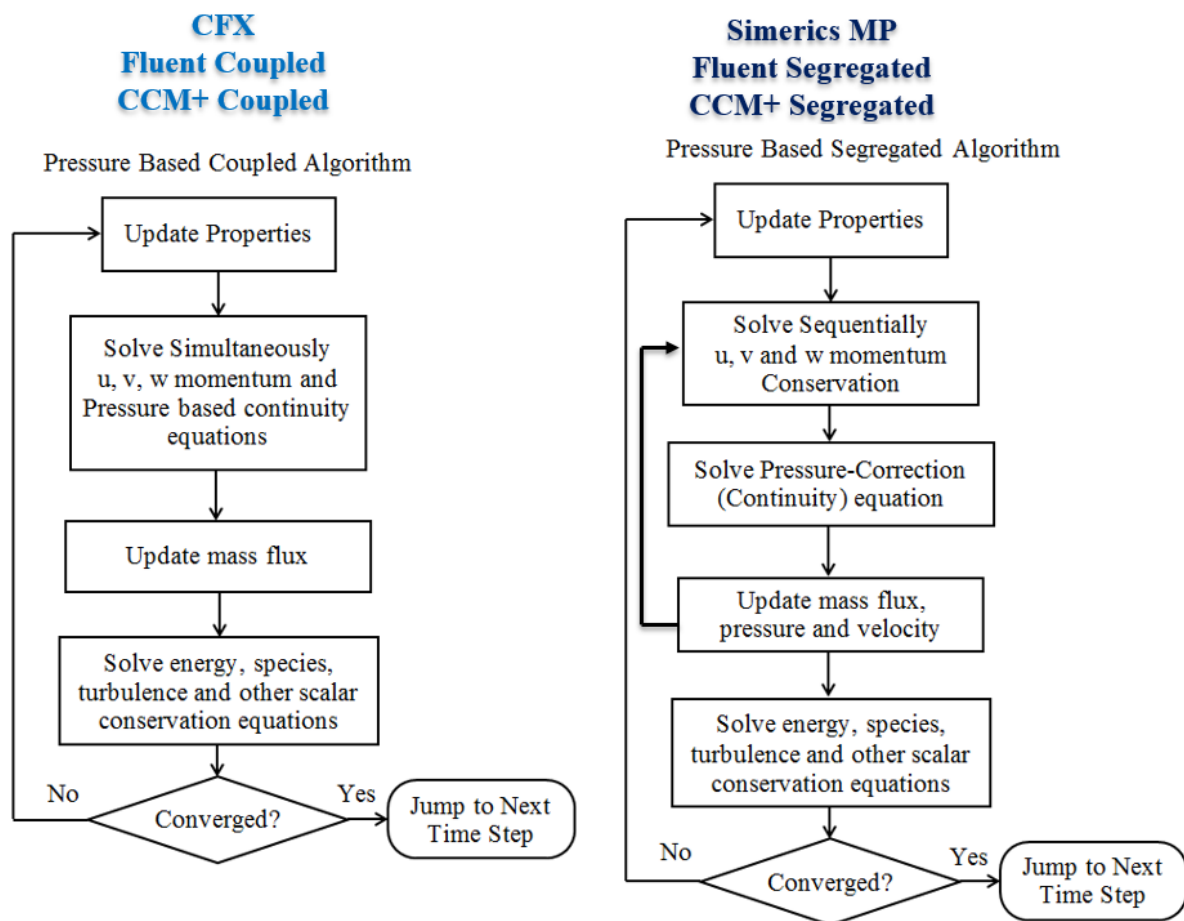 CFX
Fluent Coupled
CCM+ Coupled
Pressure Based Coupled Algorithm
Update Properties
Solve Simultaneously
u, v, w momentum and
Pressure based continuity
equations
Update mass flux
Solve energy, species,
turbulence and other scalar
conservation equations
No
Converged?
Yes
Jump to Next
Time Step
Simerics MP
Fluent Segregated
CCM+ Segregated
Pressure Based Segregated Algorithm
Update Properties
Solve Sequentially
u, v and w momentum
Conservation
Solve Pressure-Correction
(Continuity) equation
Update mass flux,
pressure and velocity
Solve energy, species,
turbulence and other scalar
conservation equations
No
Converged?
Yes
Jump to Next
Time Step